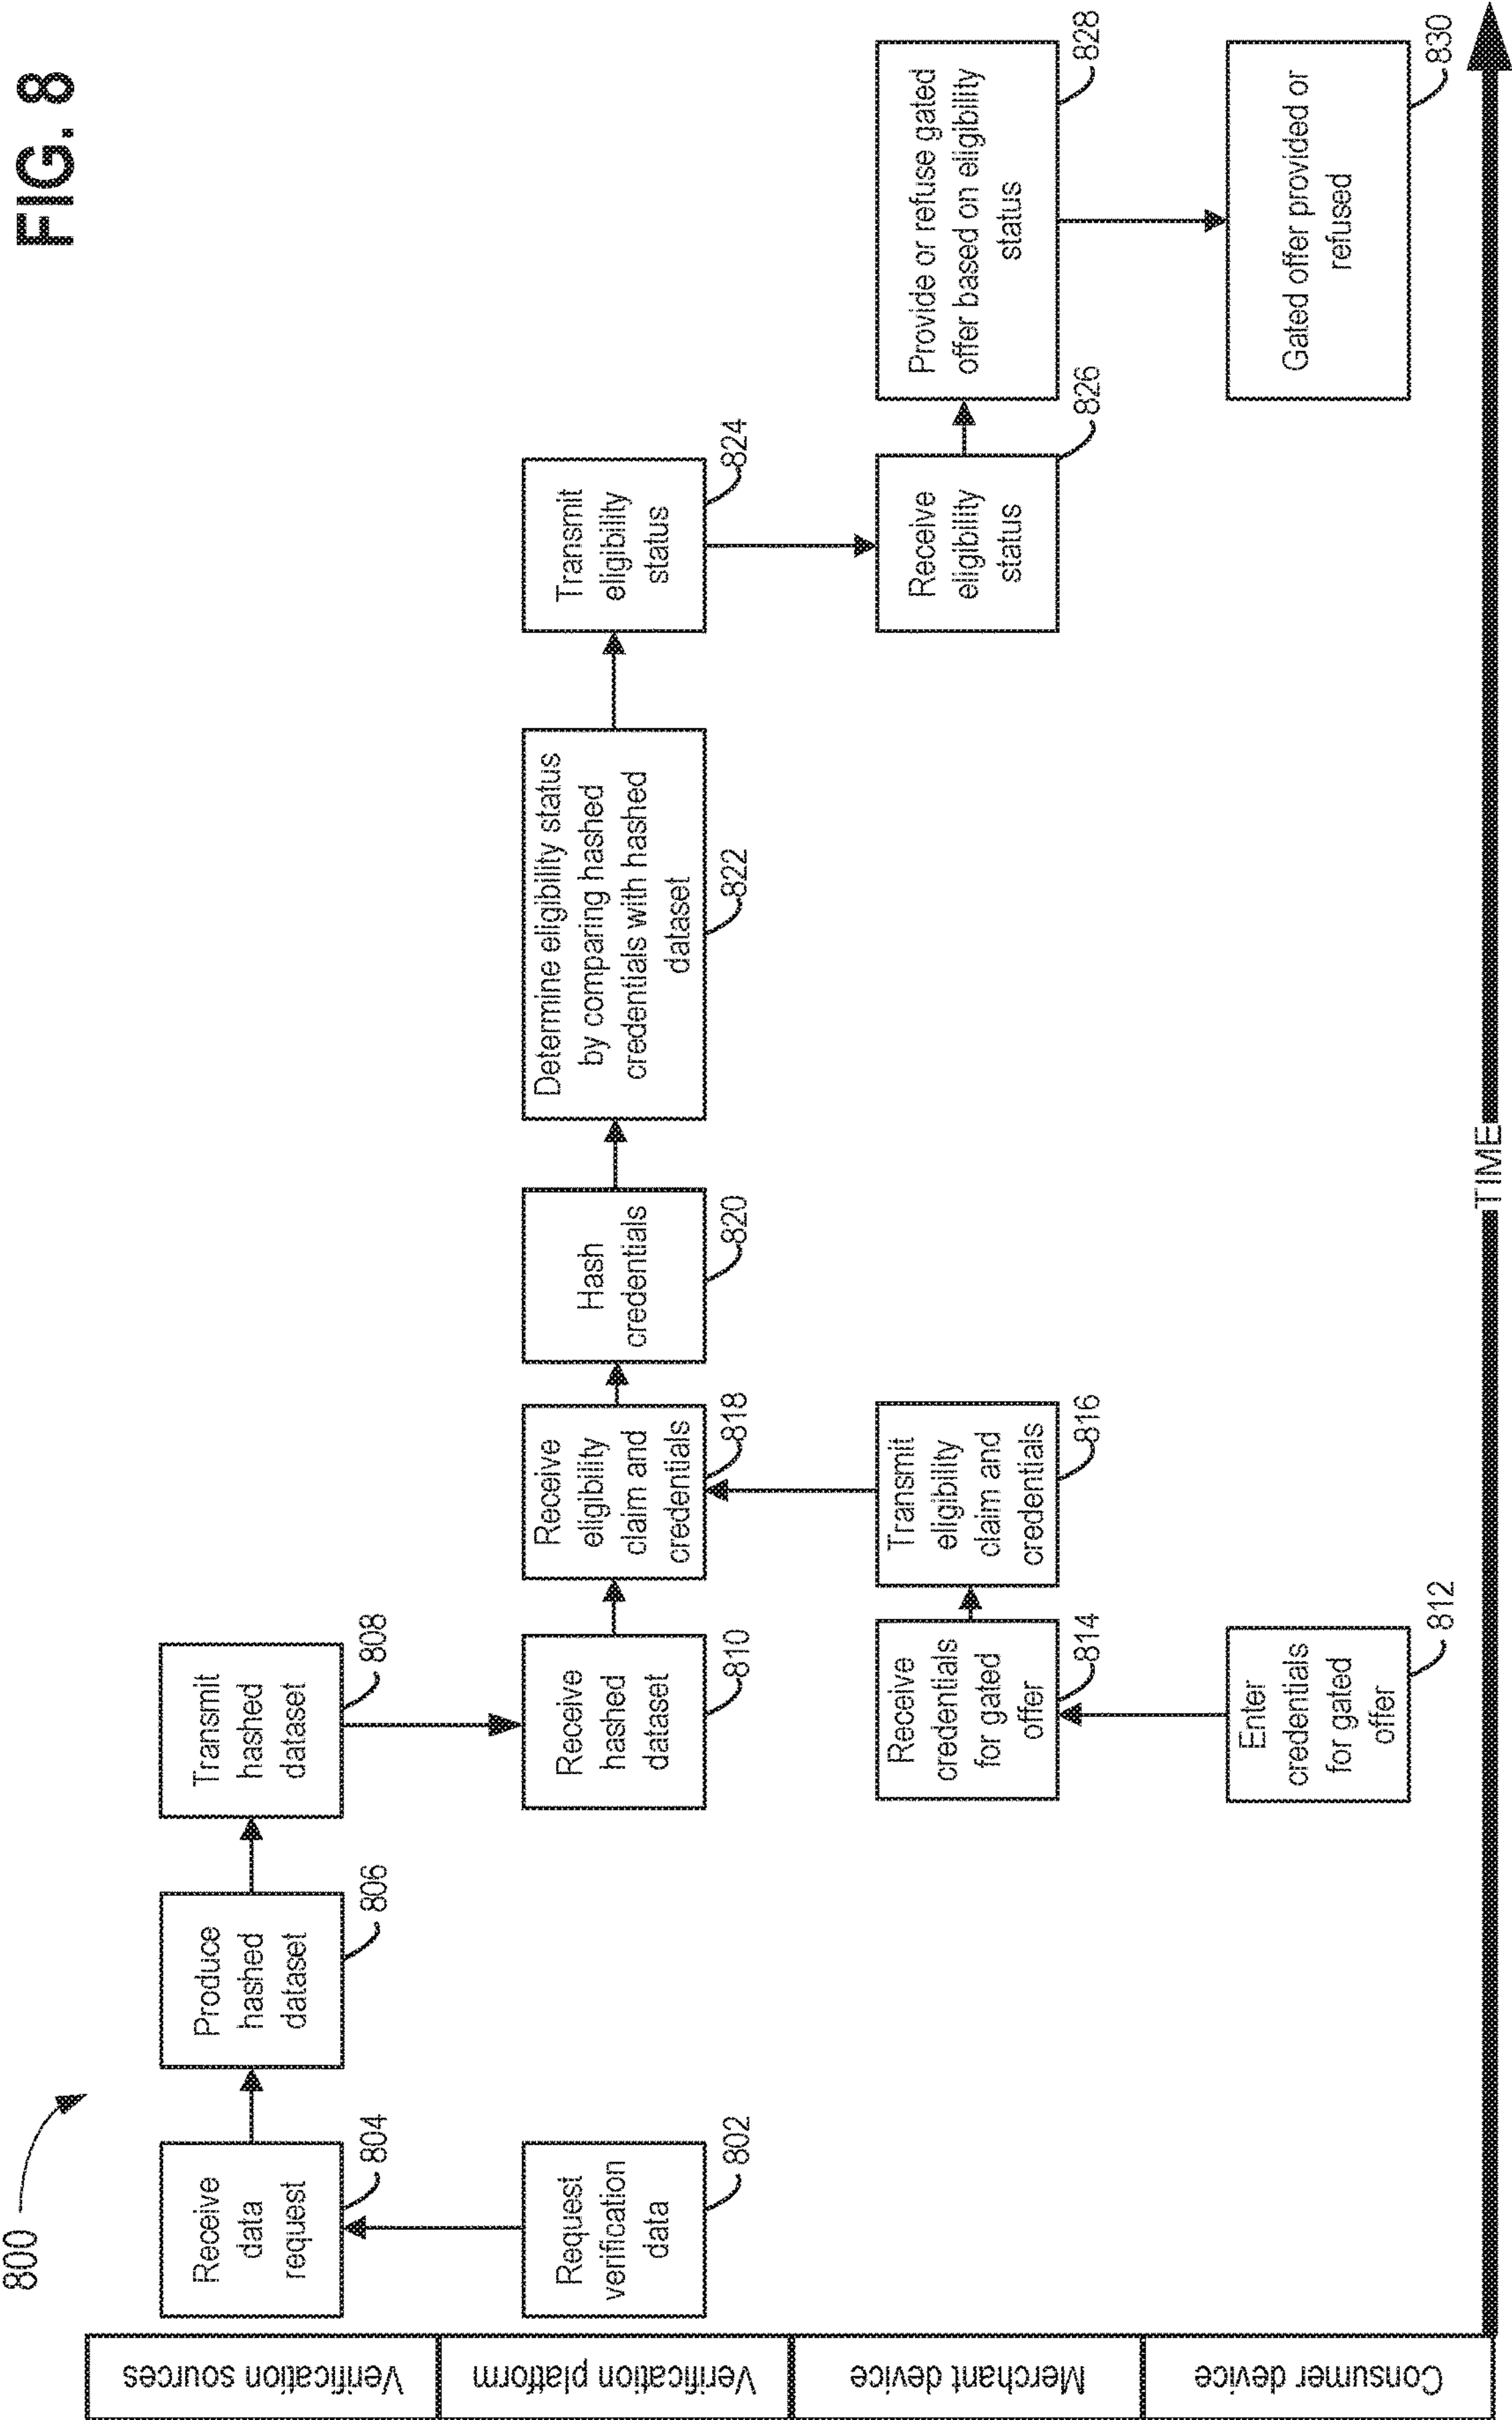 FIG. 8
800
Verification sources
Receive
data
request
804
Produce
hashed
dataset
806
Transmit
hashed
dataset
808
Verification platform
Request
verification
data
802
Receive
hashed
dataset
810
Receive
eligibility
claim and
credentials
818
Hash
credentials
820
Determine eligibility status
by comparing hashed
credentials with hashed
dataset
822
Transmit
eligibility
status
824
Merchant device
Receive
credentials
for gated
offer
814
Transmit
eligibility
claim and
credentials
816
Receive
eligibility
status
826
Provide or refuse gated
offer based on eligibility
status
828
Consumer device
Enter
credentials
for gated
offer
812
Gated offer provided or
refused
830
TIME